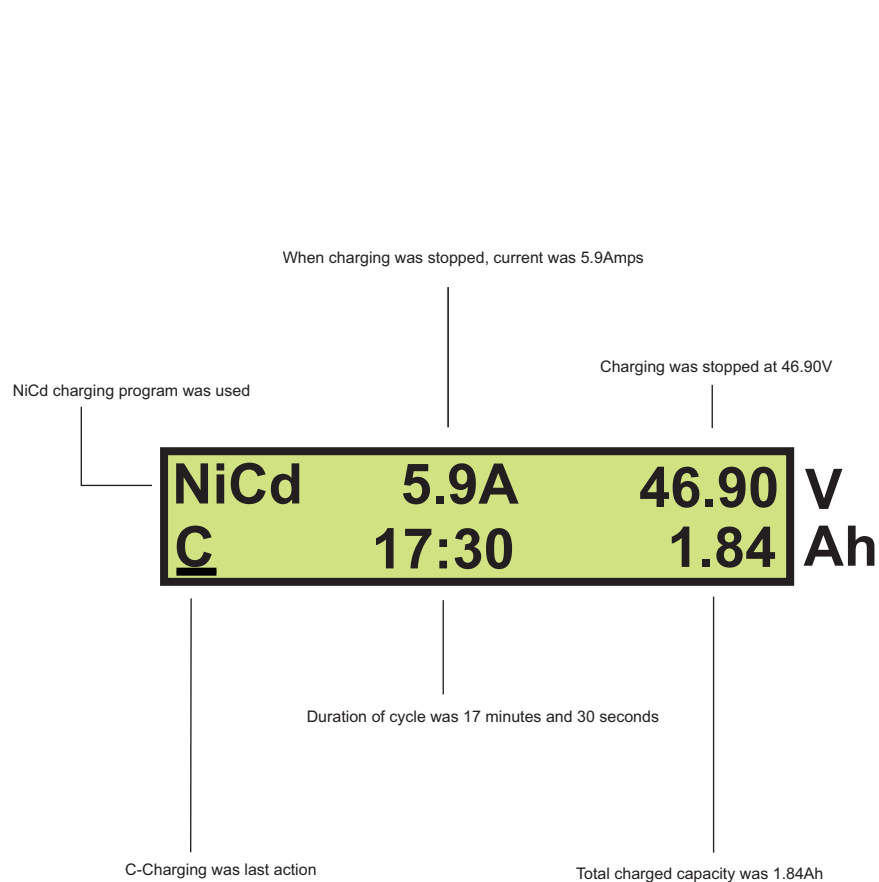 When charging was stopped, current was 5.9Amps
Charging was stopped at 46.90V
NiCd charging program was used
NiCd 5.9A 46.90 V
C 17:30 1.84 Ah
Duration of cycle was 17 minutes and 30 seconds
C-Charging was last action
Total charged capacity was 1.84Ah